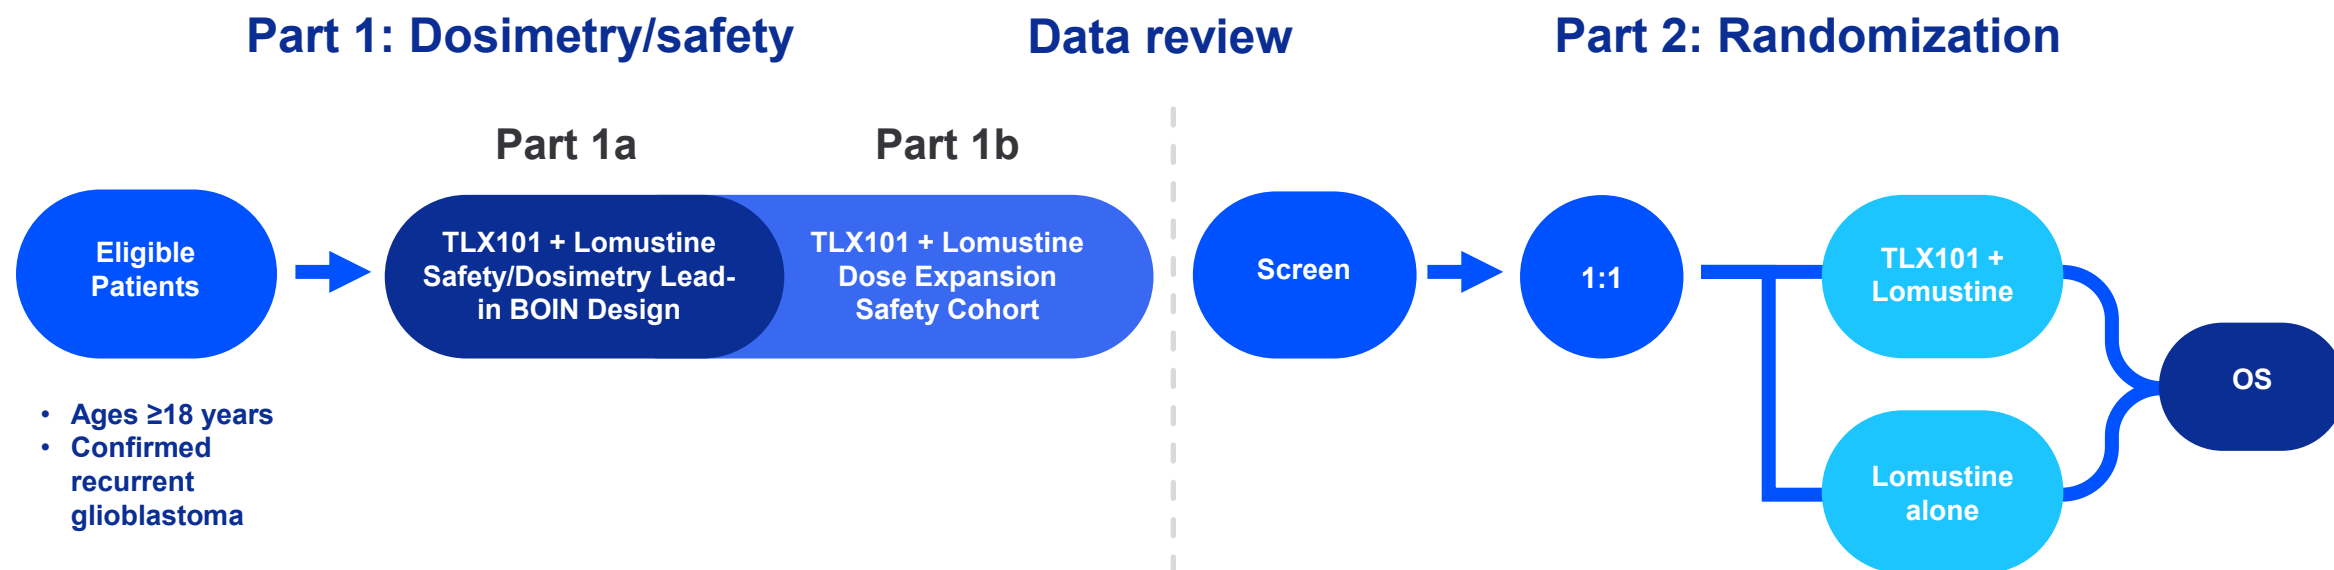 Part 1: Dosimetry/safety
Data review
Part 2: Randomization
Part 1a
Part 1b
Eligible
Patients
TLX101 + Lomustine
Safety/Dosimetry Lead-
in BOIN Design
TLX101 + Lomustine
Dose Expansion
Safety Cohort
Screen
1:1
TLX101 +
Lomustine
Lomustine
alone
OS
• Ages ≥18 years
• Confirmed
recurrent
glioblastoma